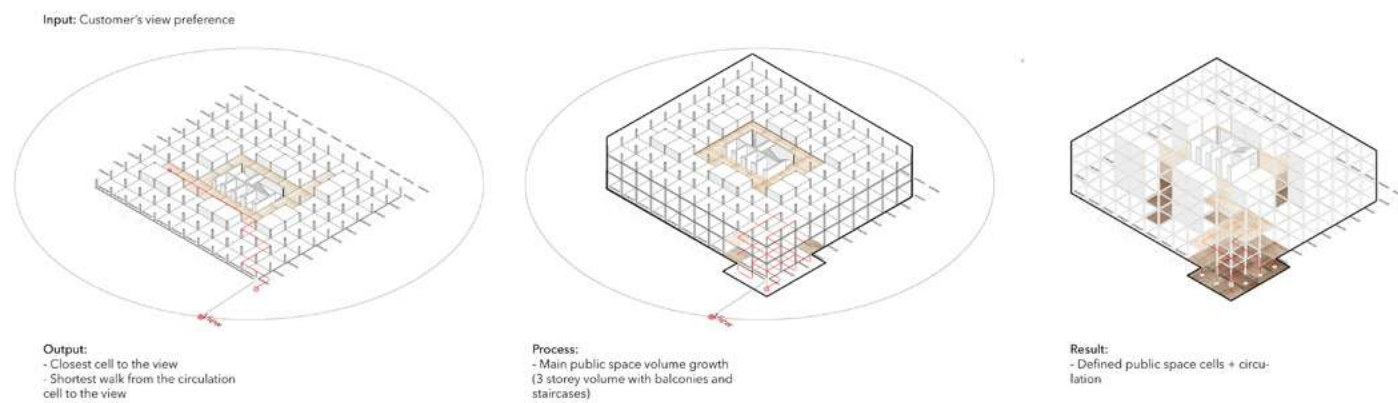 Input: Customer's view preference
View
View
Output:
- Closest cell to the view
- Shortest walk from the circulation
cell to the view
Process:
- Main public space volume growth
(3 storey volume with balconies and
staircases)
Result:
- Defined public space cells + circu-
lation